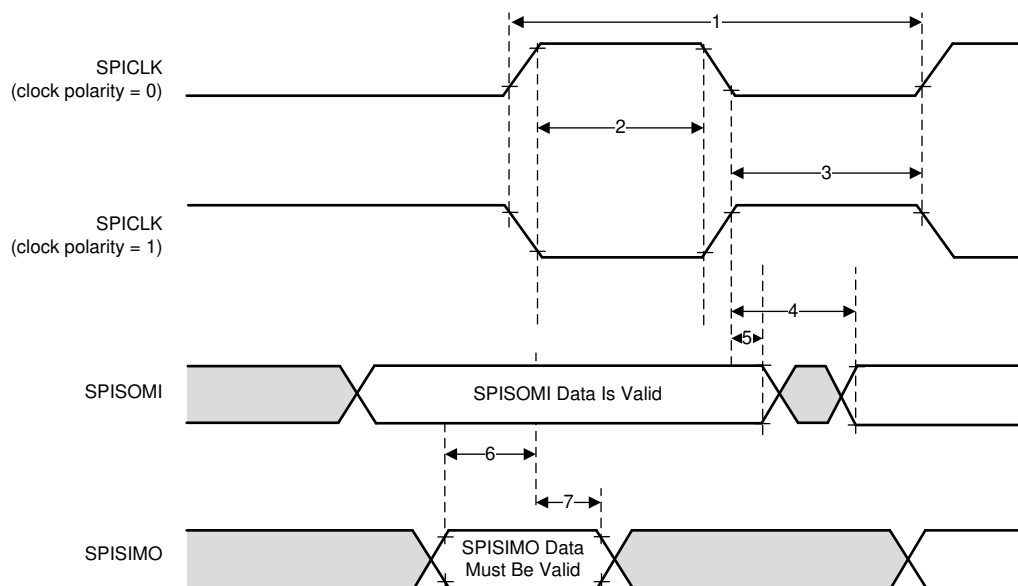 1
SPICLK
(clock polarity = 0)
2
3
SPICLK
(clock polarity = 1)
4
5
SPISOMI
SPISOMI Data Is Valid
6
7
SPISIMO
SPISIMO Data
Must Be Valid